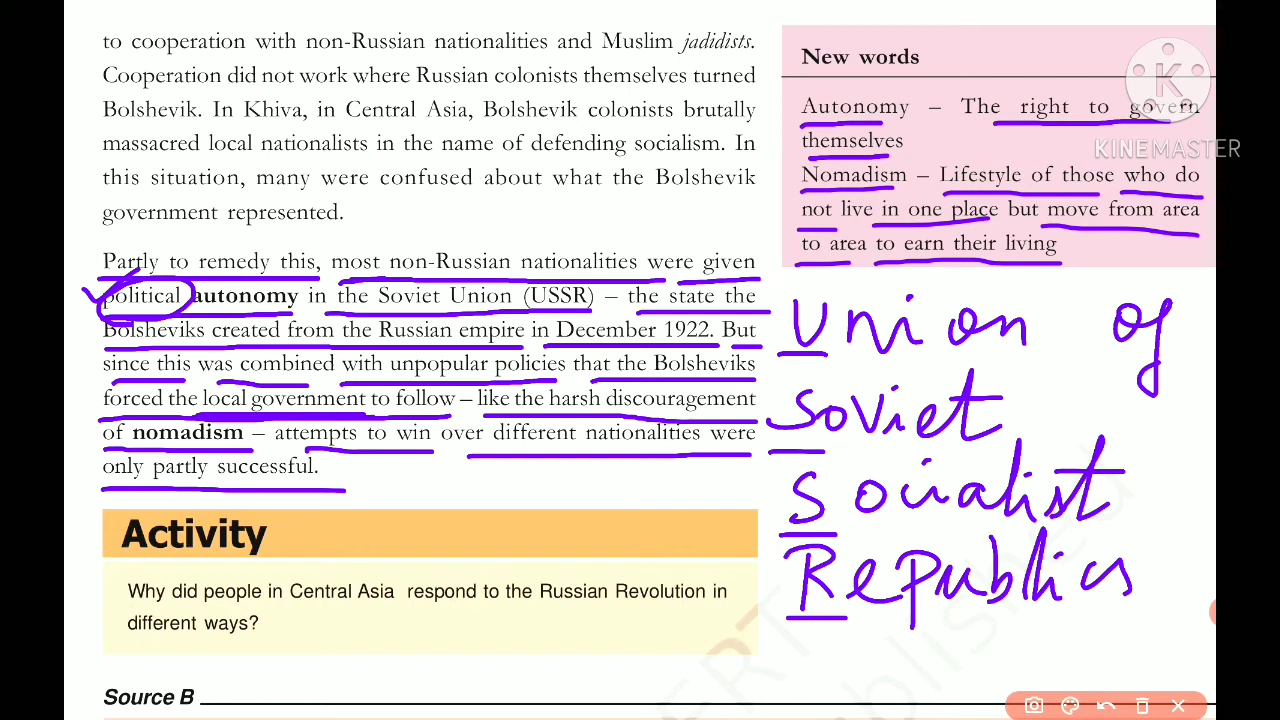 to cooperation with non-Russian nationalities and Muslim jadidists.
Cooperation did not work where Russian colonists themselves turned
Bolshevik. In Khiva, in Central Asia, Bolshevik colonists brutally
massacred local nationalists in the name of defending socialism. In
this situation, many were confused about what the Bolshevik
government represented.
Partly to remedy this, most non-Russian nationalities were given
political autonomy in the Soviet Union (USSR) – the state the
Bolsheviks created from the Russian empire in December 1922. But
since this was combined with unpopular policies that the Bolsheviks
forced the local government to follow – like the harsh discouragement
of nomadism – attempts to win over different nationalities were
only partly successful.
Activity
Why did people in Central Asia respond to the Russian Revolution in
different ways?
Source B
New words
Autonomy – The right to govern
themselves
Nomadism – Lifestyle of those who do
not live in one place but move from area
to area to earn their living
K
KINEMASTER
Union of
Soviet
Socialist
Republics